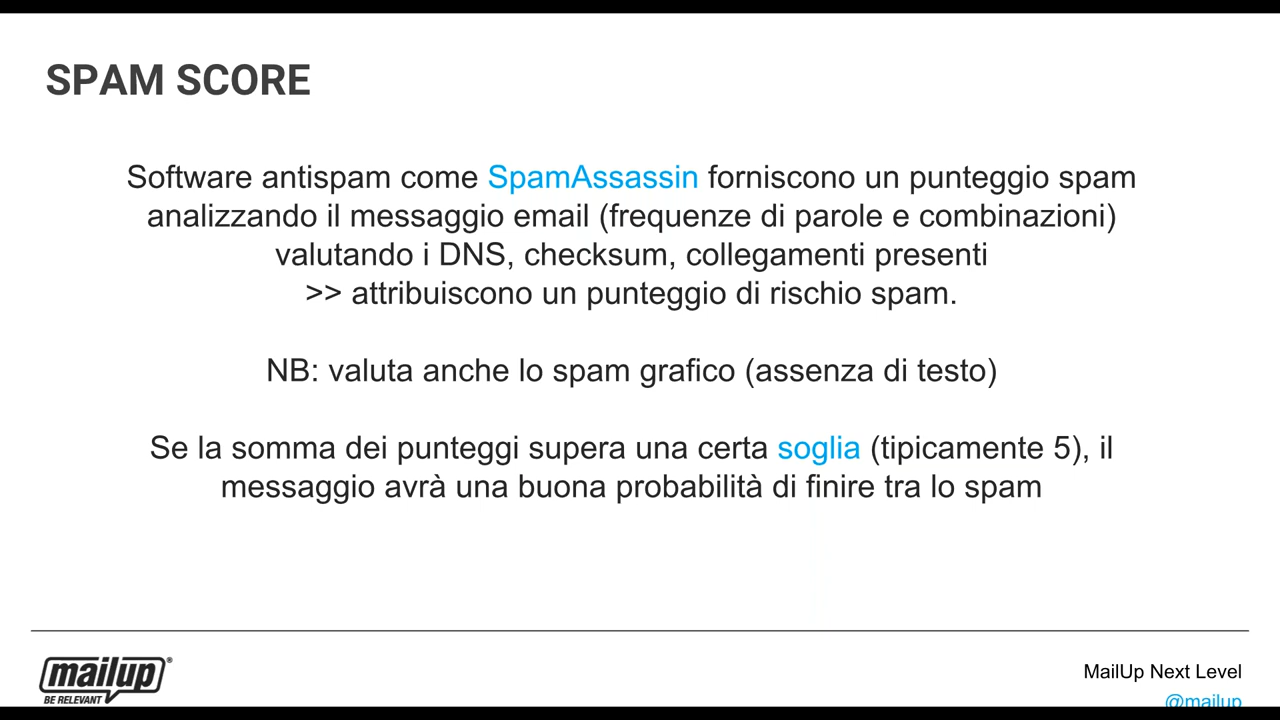 SPAM SCORE
Software antispam come SpamAssassin forniscono un punteggio spam
analizzando il messaggio email (frequenze di parole e combinazioni)
valutando i DNS, checksum, collegamenti presenti
>> attribuiscono un punteggio di rischio spam.
NB: valuta anche lo spam grafico (assenza di testo)
Se la somma dei punteggi supera una certa soglia (tipicamente 5), il
messaggio avrà una buona probabilità di finire tra lo spam
mailup®
BE RELEVANT
MailUp Next Level
@mailup